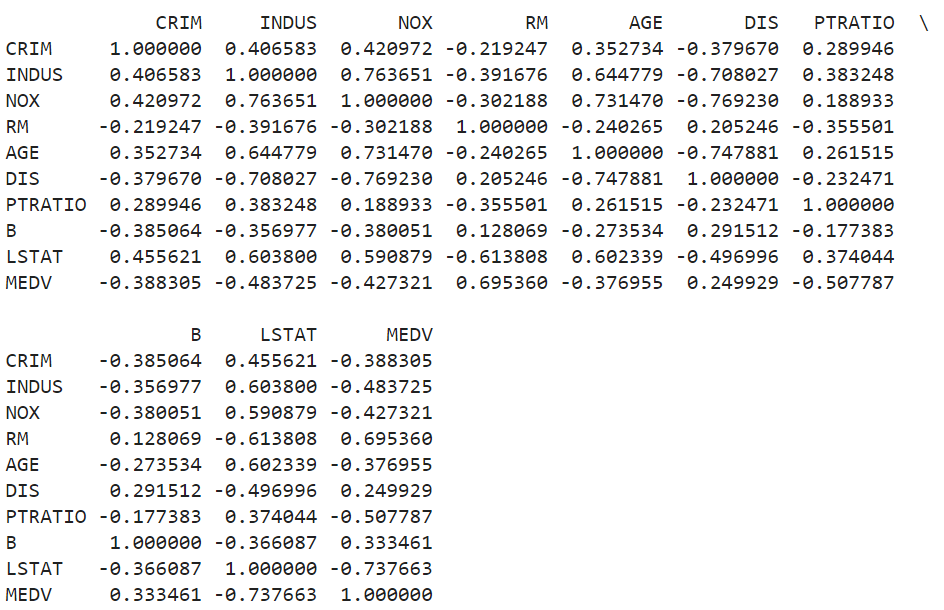 CRIM INDUS NOX RM AGE DIS PTRATIO \
CRIM 1.000000 0.406583 0.420972 -0.219247 0.352734 -0.379670 0.289946
INDUS 0.406583 1.000000 0.763651 -0.391676 0.644779 -0.708027 0.383248
NOX 0.420972 0.763651 1.000000 -0.302188 0.731470 -0.769230 0.188933
RM -0.219247 -0.391676 -0.302188 1.000000 -0.240265 0.205246 -0.355501
AGE 0.352734 0.644779 0.731470 -0.240265 1.000000 -0.747881 0.261515
DIS -0.379670 -0.708027 -0.769230 0.205246 -0.747881 1.000000 -0.232471
PTRATIO 0.289946 0.383248 0.188933 -0.355501 0.261515 -0.232471 1.000000
B -0.385064 -0.356977 -0.380051 0.128069 -0.273534 0.291512 -0.177383
LSTAT 0.455621 0.603800 0.590879 -0.613808 0.602339 -0.496996 0.374044
MEDV -0.388305 -0.483725 -0.427321 0.695360 -0.376955 0.249929 -0.507787
B LSTAT MEDV
CRIM -0.385064 0.455621 -0.388305
INDUS -0.356977 0.603800 -0.483725
NOX -0.380051 0.590879 -0.427321
RM 0.128069 -0.613808 0.695360
AGE -0.273534 0.602339 -0.376955
DIS 0.291512 -0.496996 0.249929
PTRATIO -0.177383 0.374044 -0.507787
B 1.000000 -0.366087 0.333461
LSTAT -0.366087 1.000000 -0.737663
MEDV 0.333461 -0.737663 1.000000